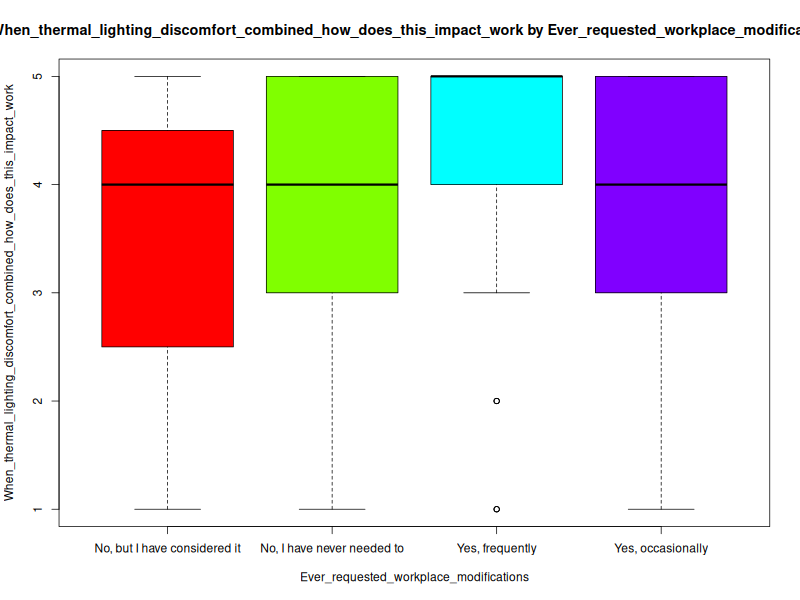 When_thermal_lighting_discomfort_combined_how_does_this_impact_work by Ever_requested_workplace_modifica
When_thermal_lighting_discomfort_combined_how_does_this_impact_work
5
4
3
2
1
No, but I have considered it
No, I have never needed to
Yes, frequently
Yes, occasionally
Ever_requested_workplace_modifications